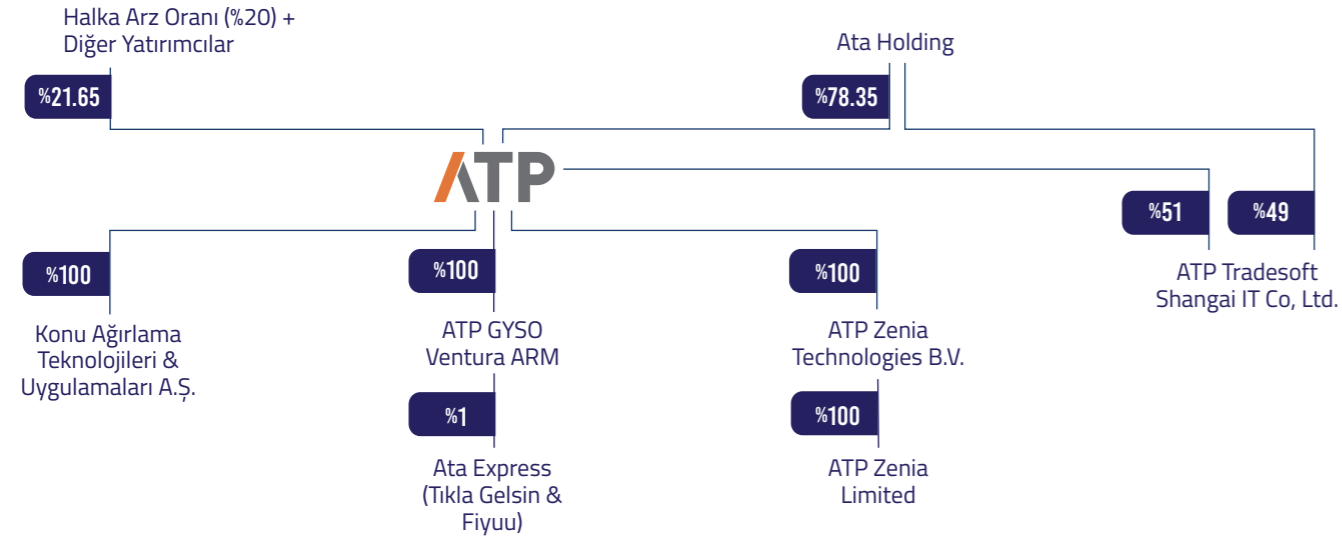 Halka Arz Oranı (%20) +
Diğer Yatırımcılar
%21.65
Ata Holding
%78.35
ATP
%51
%49
ATP Tradesoft
Shangai IT Co, Ltd.
%100
Konu Ağırlama
Teknolojileri &
Uygulamaları A.Ş.
%100
ATP GYSO
Ventura ARM
%1
Ata Express
(Tıkla Gelsin &
Fiyuu)
%100
ATP Zenia
Technologies B.V.
%100
ATP Zenia
Limited